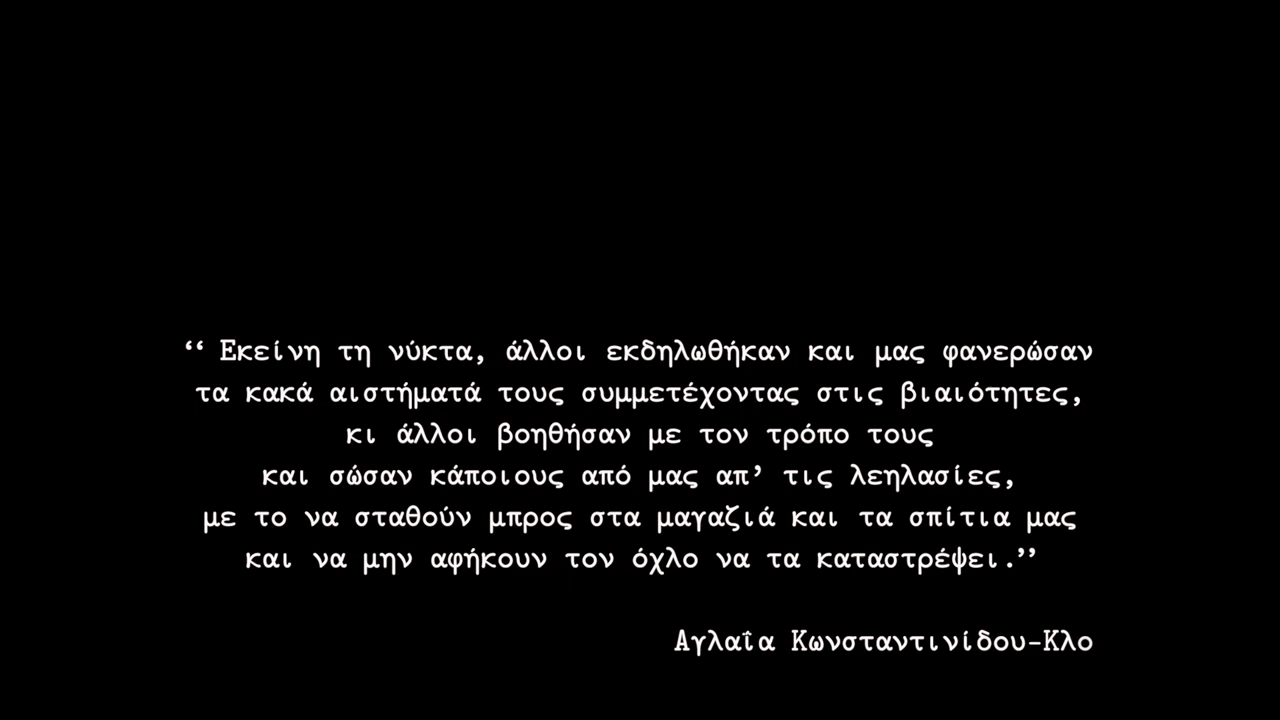 “ Εκείνη τη νύκτα, άλλοι εκδηλωθήκαν και μας φανερώσαν
τα κακά αιστήματά τους συμμετέχοντας στις βιαιότητες,
κι άλλοι βοηθήσαν με τον τρόπο τους
και σώσαν κάποιους από μας απ’ τις λεηλασίες,
με το να σταθούν μπρος στα μαγαζιά και τα σπίτια μας
και να μην αφήκουν τον όχλο να τα καταστρέψει.”
Αγλαΐα Κωνσταντινίδου-Κλο